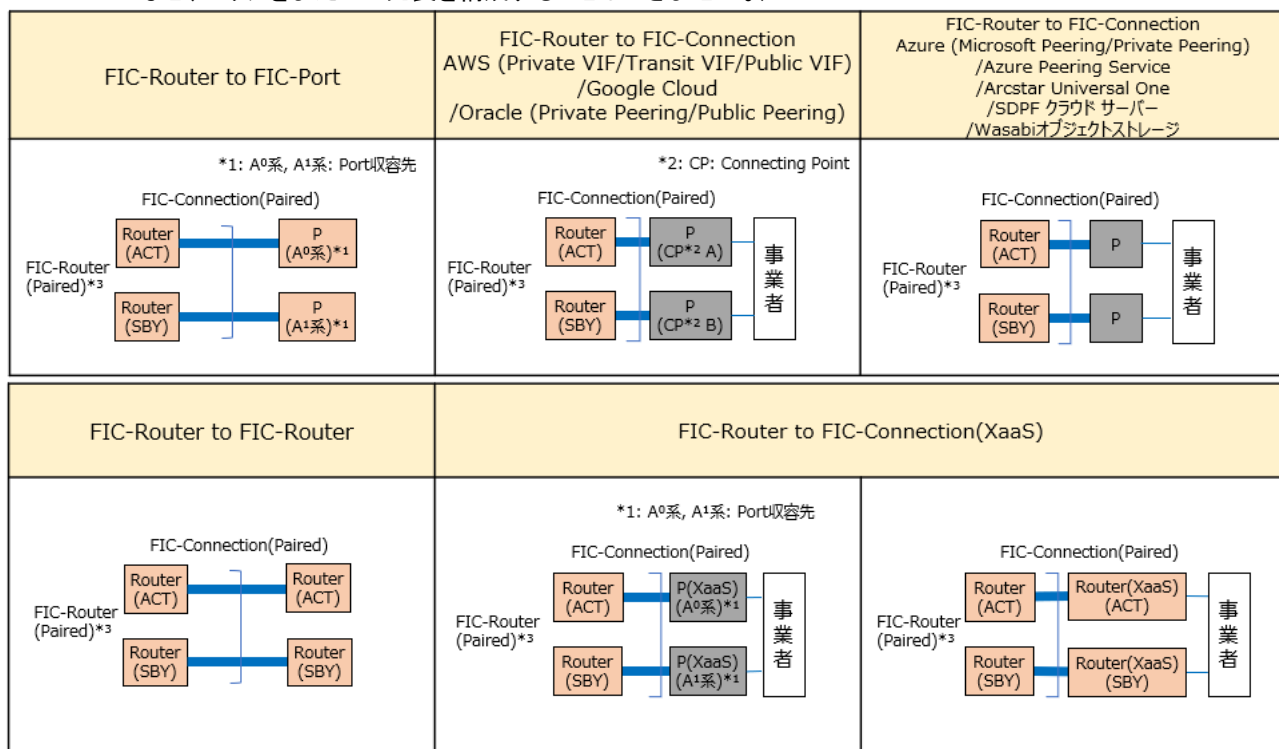 FIC-Router to FIC-Port
FIC-Router to FIC-Connection
AWS (Private VIF/Transit VIF/Public VIF)
/Google Cloud
/Oracle (Private Peering/Public Peering)
FIC-Router to FIC-Connection
Azure (Microsoft Peering/Private Peering)
/Azure Peering Service
/Arcstar Universal One
/SDPF クラウド サーバー
/Wasabiオブジェクトストレージ
*1: A⁰系, A¹系: Port収容先
FIC-Connection(Paired)
Router
(ACT)
P
(A⁰系)*1
FIC-Router
(Paired)*³
Router
(SBY)
P
(A¹系)*1
*2: CP: Connecting Point
FIC-Connection(Paired)
Router
(ACT)
P
(CP*² A)
FIC-Router
(Paired)*³
Router
(SBY)
P
(CP*² B)
事業者
FIC-Connection(Paired)
Router
(ACT)
P
FIC-Router
(Paired)*³
Router
(SBY)
P
事業者
FIC-Router to FIC-Router
FIC-Router to FIC-Connection(XaaS)
FIC-Connection(Paired)
Router
(ACT)
Router
(ACT)
FIC-Router
(Paired)*³
Router
(SBY)
Router
(SBY)
*1: A⁰系, A¹系: Port収容先
FIC-Connection(Paired)
Router
(ACT)
P(XaaS)
(A⁰系)*1
FIC-Router
(Paired)*³
Router
(SBY)
P(XaaS)
(A¹系)*1
事業者
FIC-Connection(Paired)
Router
(ACT)
Router(XaaS)
(ACT)
FIC-Router
(Paired)*³
Router
(SBY)
Router(XaaS)
(SBY)
事業者